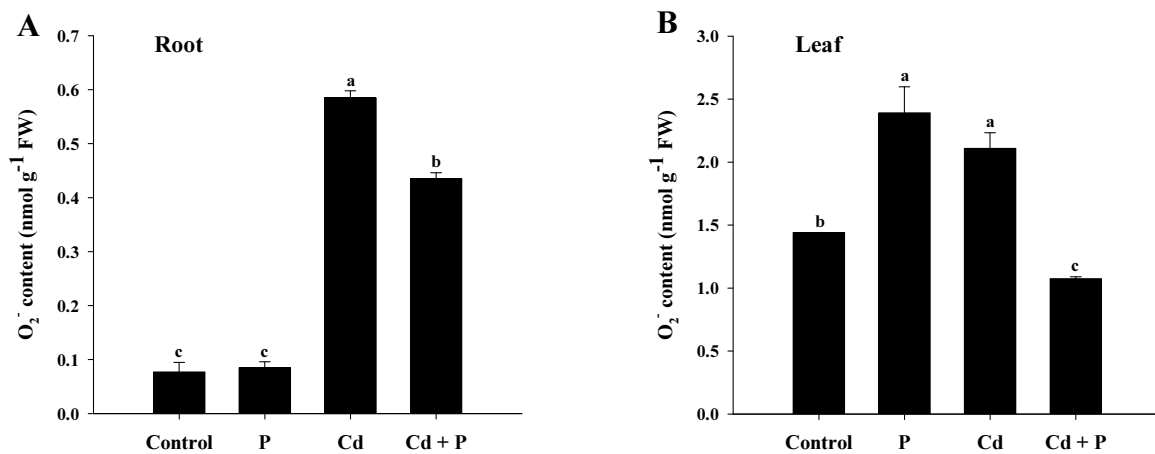 A
Root
O₂⁻ content (nmol g⁻¹ FW)
0.7
0.6
0.5
0.4
0.3
0.2
0.1
0.0
c
c
a
b
Control P Cd Cd + P
B
Leaf
O₂⁻ content (nmol g⁻¹ FW)
3.0
2.5
2.0
1.5
1.0
0.5
0.0
b
a
a
c
Control P Cd Cd + P